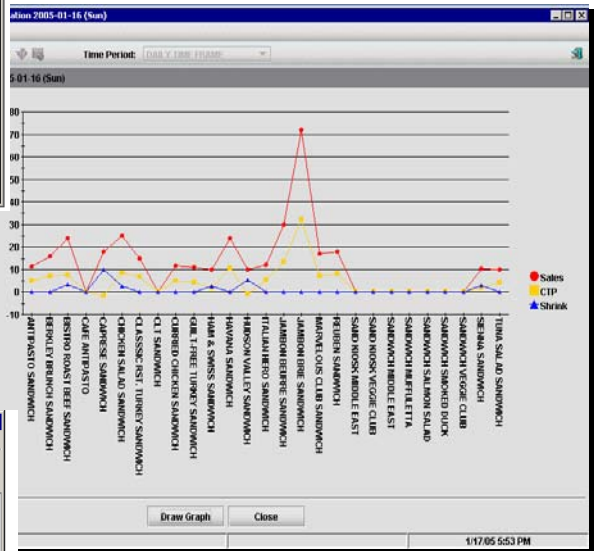 ation 2005-01-16 (Sun)
Time Period: DAILY TIME FRAME
5-01-16 (Sun)
80
70
60
50
40
30
20
10
0
-10
Sales
CTP
Shrink
ANTIPASTO SANDWICH
BERKLEY BRUNCH SANDWICH
BISTRO ROAST BEEF SANDWICH
CAFE ANTIPASTO
CAPRESE SANDWICH
CHICKEN SALAD SANDWICH
CLASSSIC RST. TURKEY SANDWICH
CLT SANDWICH
CURRIED CHICKEN SANDWICH
GUILT-FREE TURKEY SANDWICH
HAM & SWISS SANDWICH
HAVANA SANDWICH
HUDSON VALLEY SANDWICH
ITALIAN HERO SANDWICH
JAMBON BEURRE SANDWICH
JAMBON BRIE SANDWICH
MARVELOUS CLUB SANDWICH
REUBEN SANDWICH
SAND KIOSK MIDDLE EAST
SAND KIOSK VEGGIE CLUB
SANDWICH MIDDLE EAST
SANDWICH MUFFULETTA
SANDWICH SALMON SALAD
SANDWICH SMOKED DUCK
SANDWICH VEGGIE CLUB
SIENNA SANDWICH
TUNA SALAD SANDWICH
Draw Graph
Close
1/17/05 5:53 PM